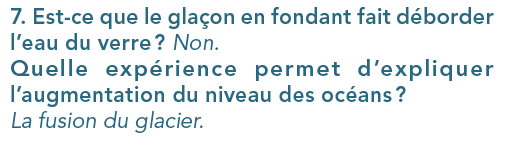 7. Est-ce que le glaçon en fondant fait déborder
l'eau du verre ? Non.
Quelle expérience permet d'expliquer
l'augmentation du niveau des océans ?
La fusion du glacier.